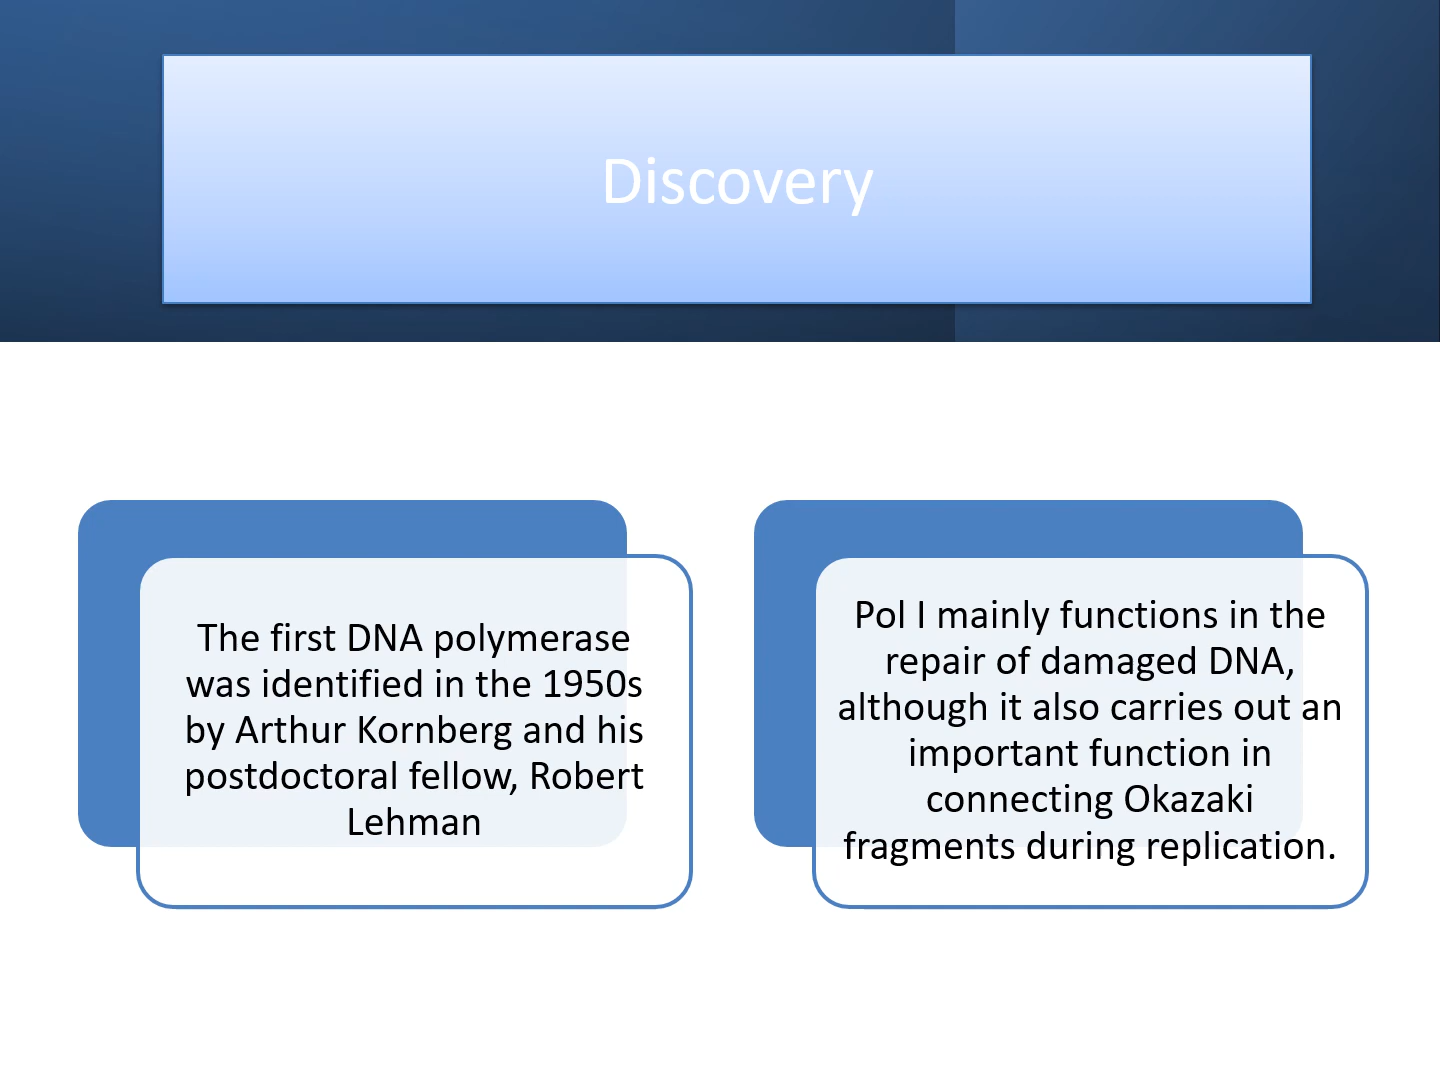 Discovery
The first DNA polymerase
was identified in the 1950s
by Arthur Kornberg and his
postdoctoral fellow, Robert
Lehman
Pol I mainly functions in the
repair of damaged DNA,
although it also carries out an
important function in
connecting Okazaki
fragments during replication.